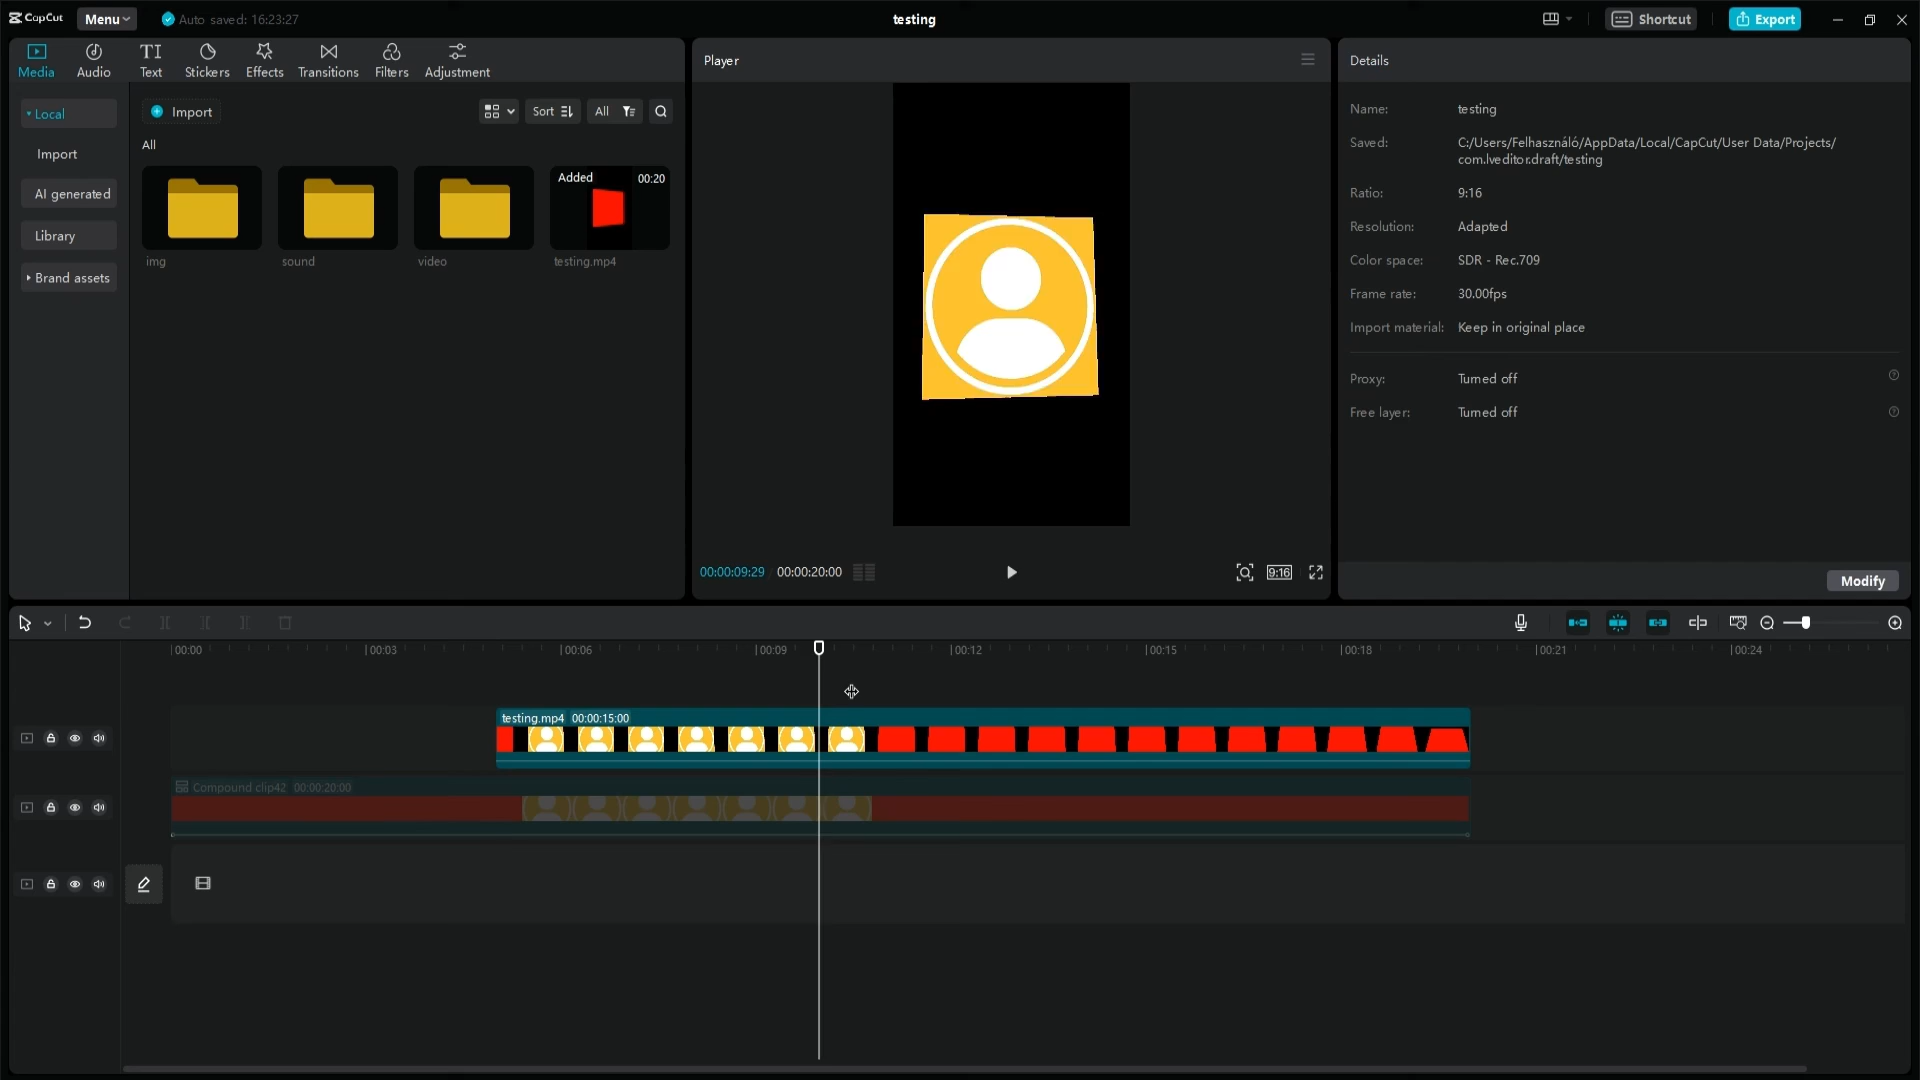 CapCut Menu Auto saved: 16:23:27 testing Shortcut Export
Media Audio Text Stickers Effects Transitions Filters Adjustment
Local
Import
AI generated
Library
Brand assets
Import Sort All
All
Added 00:20
img sound video testing.mp4
Player
00:00:09:29 00:00:20:00 9:16
Details
Name: testing
Saved: C:/Users/Felhasználó/AppData/Local/CapCut/User Data/Projects/
com.lveditor.draft/testing
Ratio: 9:16
Resolution: Adapted
Color space: SDR - Rec.709
Frame rate: 30.00fps
Import material: Keep in original place
Proxy: Turned off
Free layer: Turned off
Modify
00:00 00:03 00:06 00:09 00:12 00:15 00:18 00:21 00:24
testing.mp4 00:00:15:00
Compound clip42 00:00:20:00